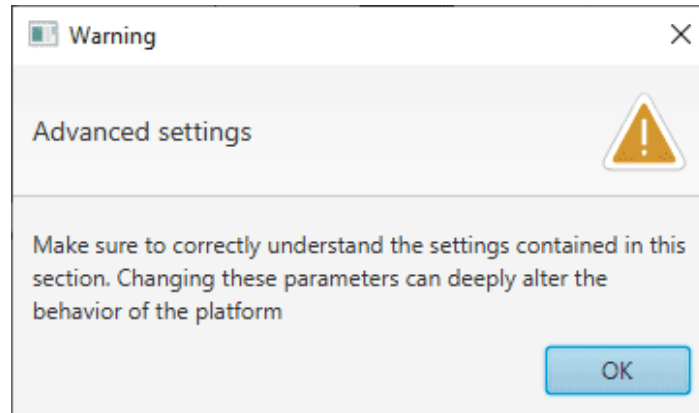 Warning
Advanced settings
Make sure to correctly understand the settings contained in this
section. Changing these parameters can deeply alter the
behavior of the platform
OK